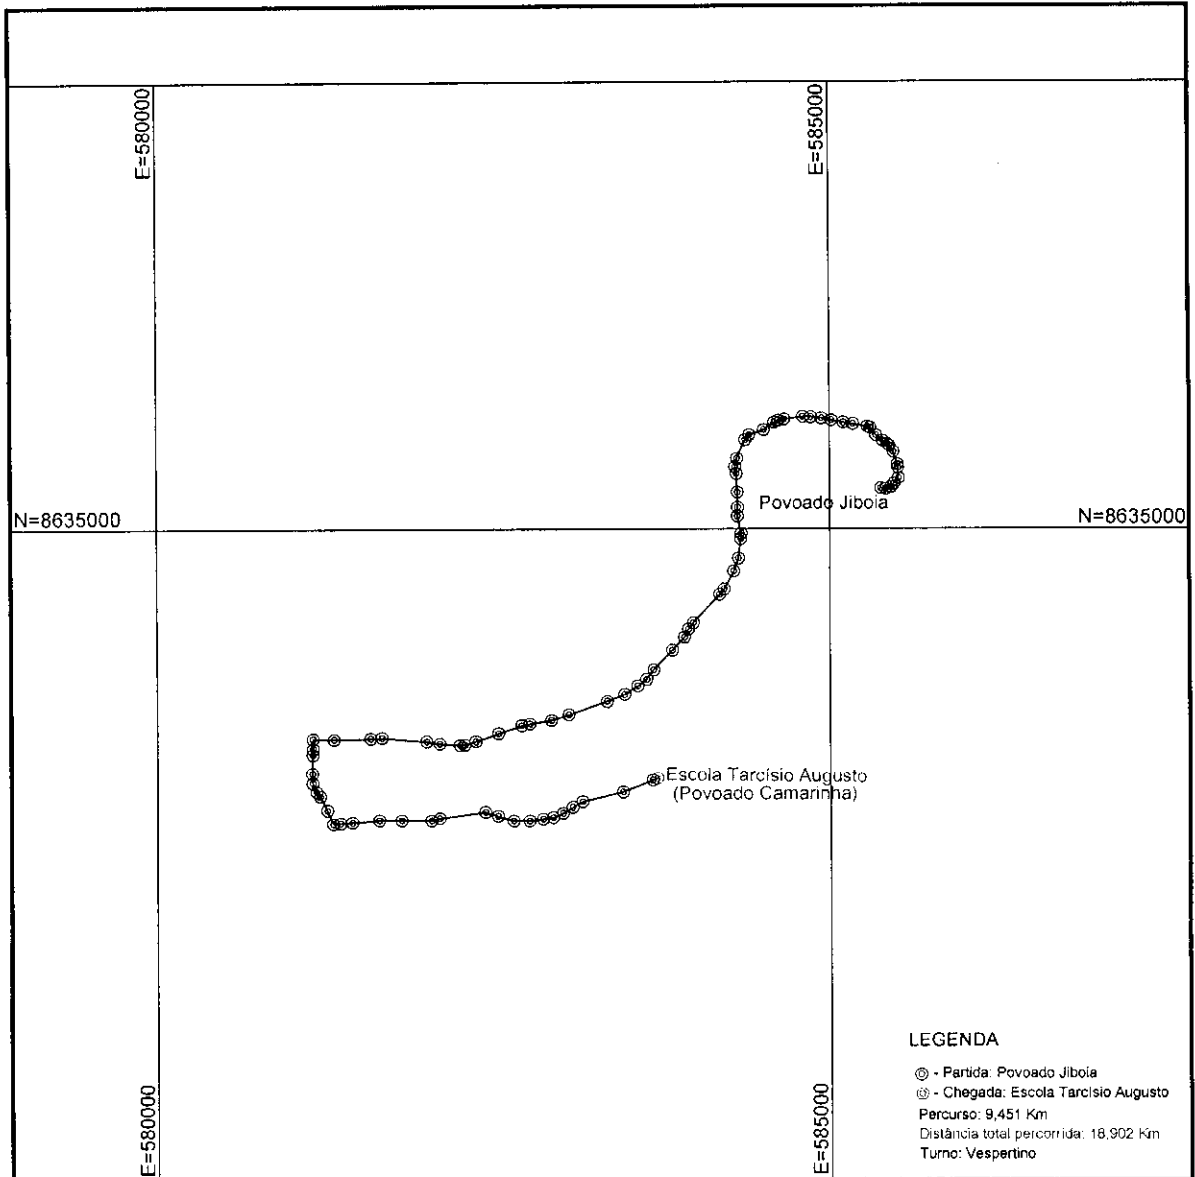 E=580000
E=585000
Povoado Jiboia
N=8635000
N=8635000
Escola Tarcísio Augusto
(Povoado Camarinha)
LEGENDA
- Partida: Povoado Jiboia
- Chegada: Escola Tarcísio Augusto
Percurso: 9,451 Km
Distância total percorrida: 18,902 Km
Turno: Vespertino
E=580000
E=585000